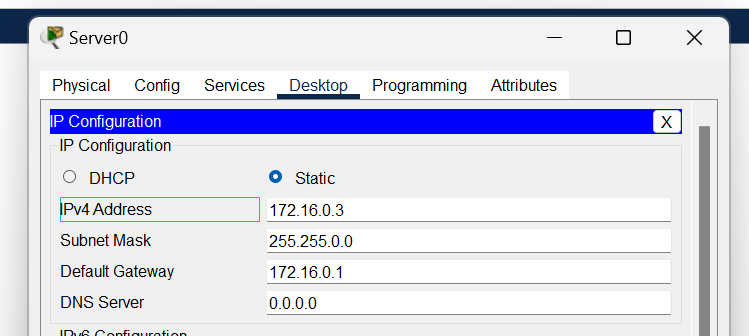 Server0
Physical Config Services Desktop Programming Attributes
IP Configuration X
IP Configuration
DHCP Static
IPv4 Address 172.16.0.3
Subnet Mask 255.255.0.0
Default Gateway 172.16.0.1
DNS Server 0.0.0.0
IPv6 Configuration